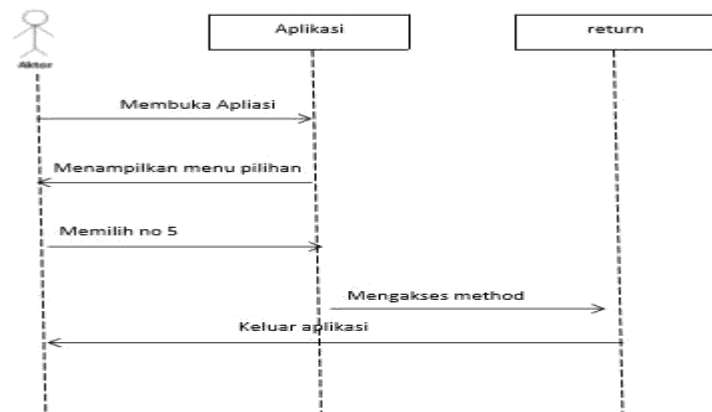 Aplikasi
return
Aktor
Membuka Apliasi
Menampilkan menu pilihan
Memilih no 5
Mengakses method
Keluar aplikasi